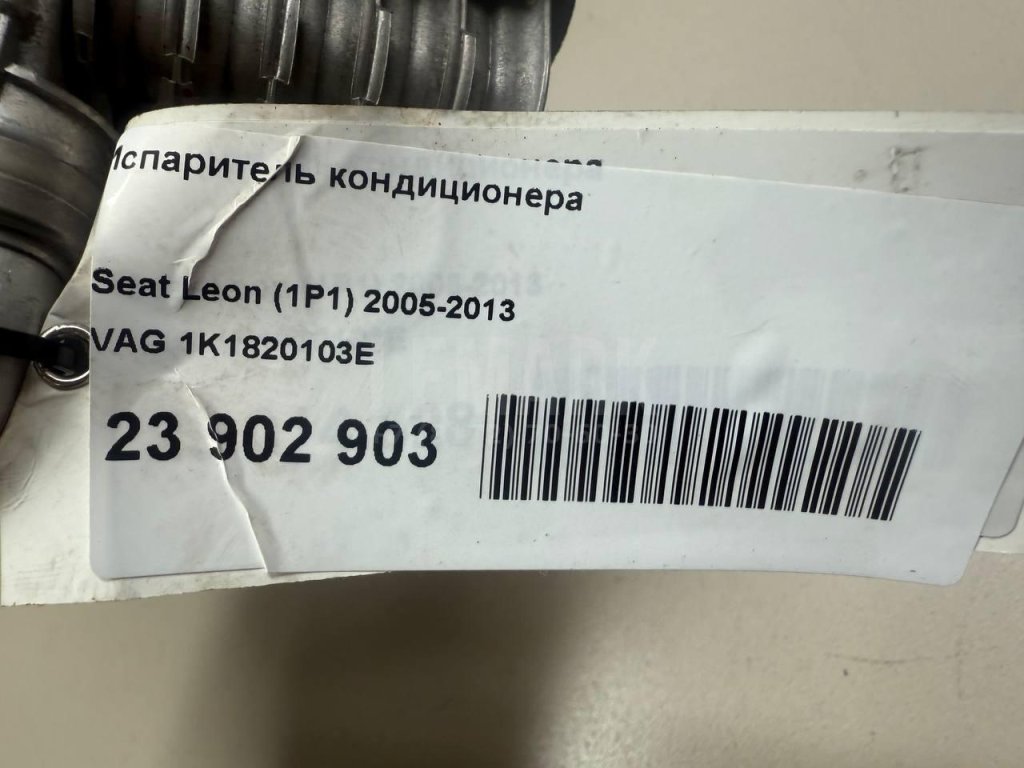 Испаритель кондиционера
Seat Leon (1P1) 2005-2013
VAG 1K1820103E
23 902 903